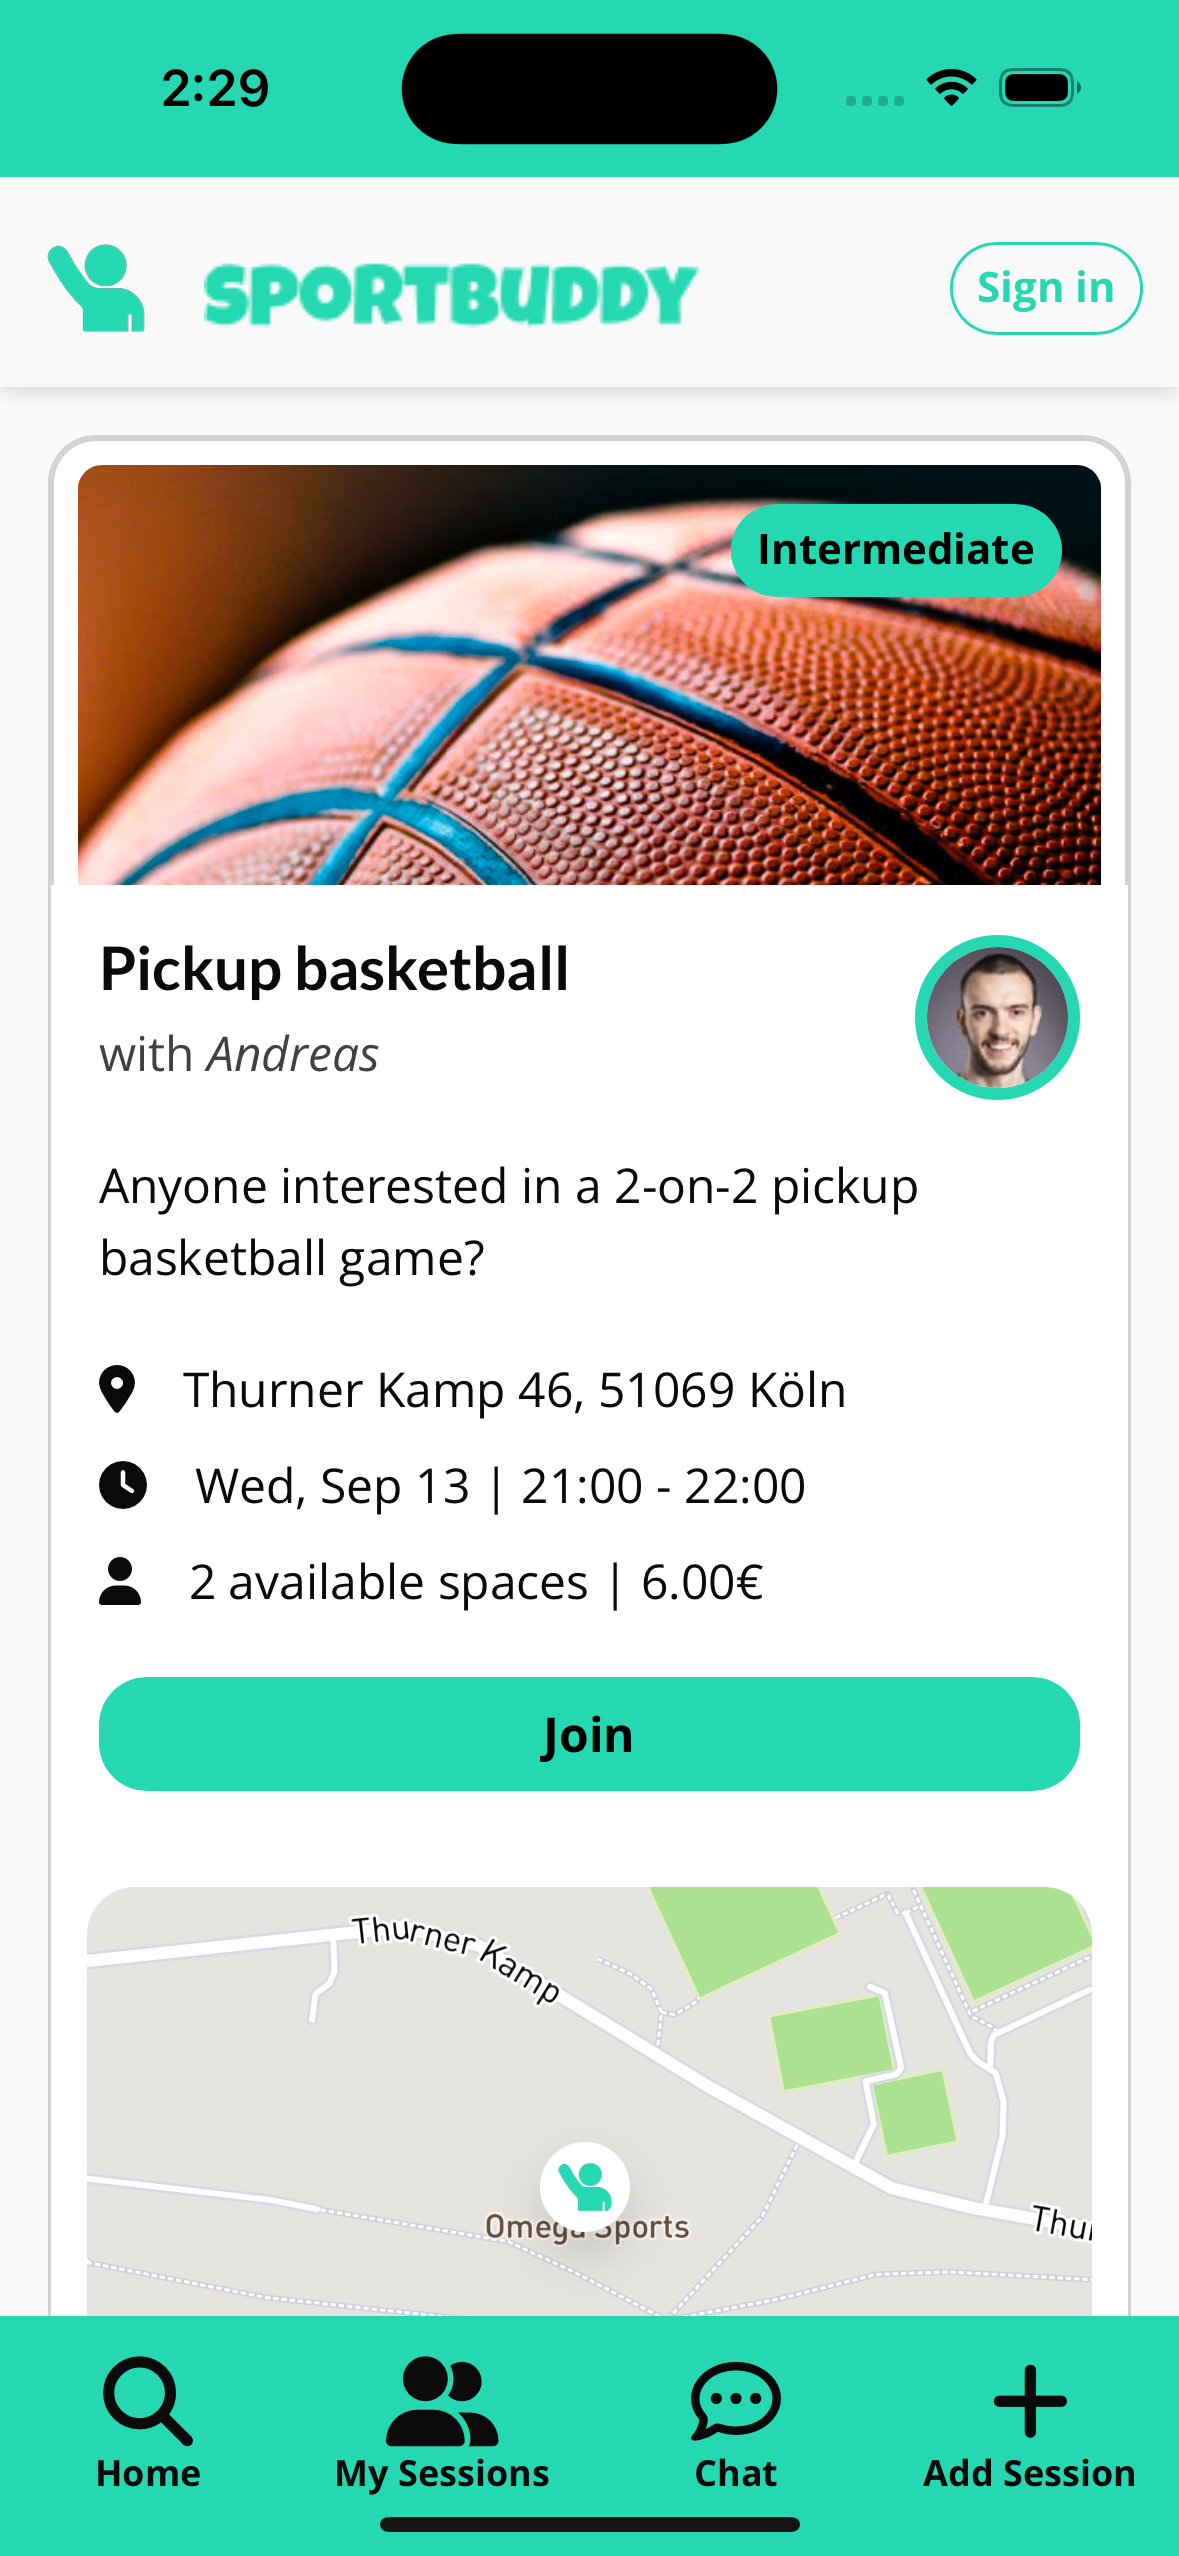 2:29
SPORTBUDDY
Sign in
Intermediate
Pickup basketball
with Andreas
Anyone interested in a 2-on-2 pickup
basketball game?
Thurner Kamp 46, 51069 Köln
Wed, Sep 13 | 21:00 - 22:00
2 available spaces | 6.00€
Join
Thurner Kamp
Omega Sports
Home
My Sessions
Chat
Add Session